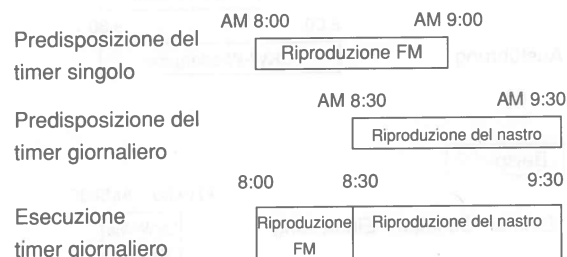 AM 8:00 AM 9:00
Predisposizione del
timer singolo
Riproduzione FM
AM 8:30 AM 9:30
Predisposizione del
timer giornaliero
Riproduzione del nastro
8:00 8:30 9:30
Esecuzione
timer giornaliero
Riproduzione
FM
Riproduzione del nastro